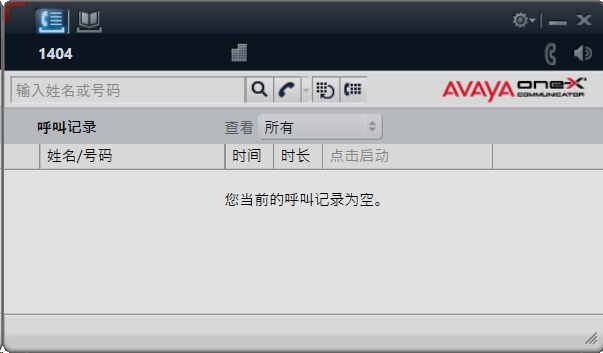 1404
输入姓名或号码
AVAYA one-X
COMMUNICATOR
呼叫记录 查看 所有
姓名/号码 时间 时长 点击启动
您当前的呼叫记录为空。